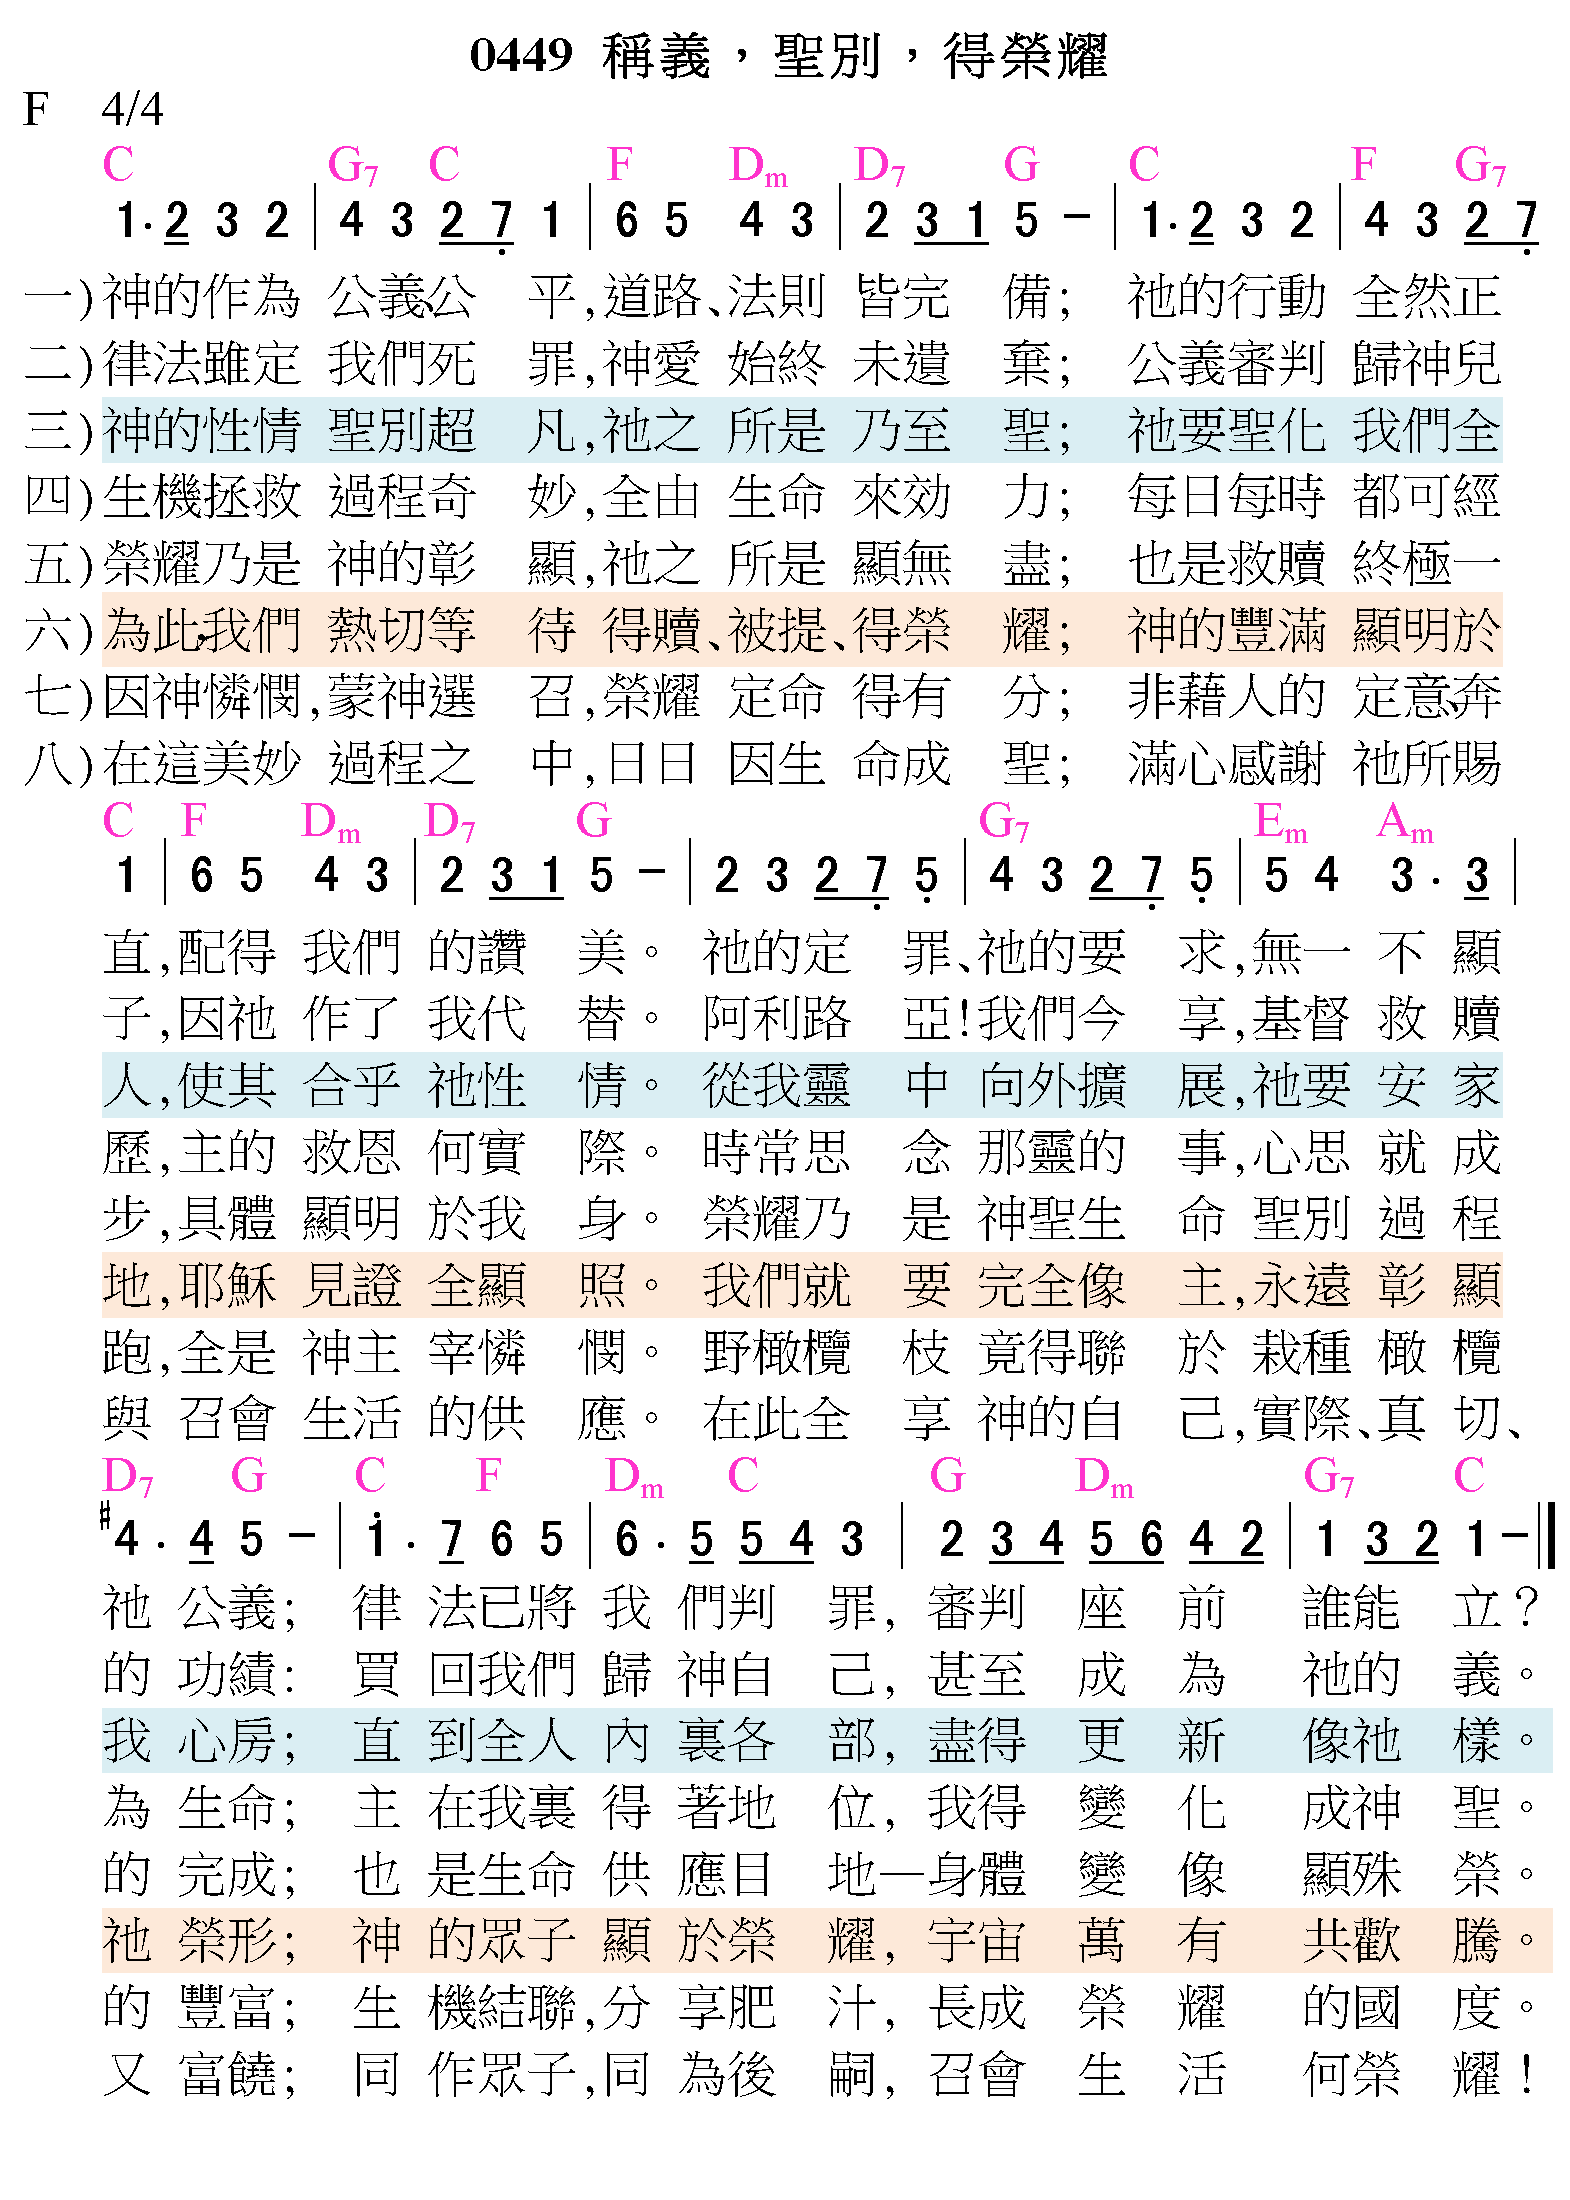 0449 稱義，聖別，得榮耀
F 4/4
C G7 C F Dm D7 G C F G7
1. 2 3 2 | 4 3 2 7 1 | 6 5 4 3 | 2 3 1 5 – | 1. 2 3 2 | 4 3 2 7
一)神的作為 公義、公 平,道路、法則 皆完 備; 祂的行動 全然正
二)律法雖定 我們死 罪,神愛 始終 未遺 棄; 公義審判 歸神兒
三)神的性情 聖別超 凡,祂之 所是 乃至 聖; 祂要聖化 我們全
四)生機拯救 過程奇 妙,全由 生命 來効 力; 每日每時 都可經
五)榮耀乃是 神的彰 顯,祂之 所是 顯無 盡; 也是救贖 終極一
六)為此,我們 熱切等 待 得贖、被提、得榮 耀; 神的豐滿 顯明於
七)因神憐憫,蒙神選 召,榮耀 定命 得有 分; 非藉人的 定意、奔
八)在這美妙 過程之 中,日日 因生 命成 聖; 滿心感謝 祂所賜
C F Dm D7 G G7 Em Am
1 | 6 5 4 3 | 2 3 1 5 – | 2 3 2 7 5 | 4 3 2 7 5 | 5 4 3 . 3 |
直,配得 我們 的讚 美。 祂的定 罪、祂的要 求,無一 不 顯
子,因祂 作了 我代 替。 阿利路 亞!我們今 享,基督 救 贖
人,使其 合乎 祂性 情。 從我靈 中 向外擴 展,祂要 安 家
歷,主的 救恩 何實 際。 時常思 念 那靈的 事,心思 就 成
步,具體 顯明 於我 身。 榮耀乃 是 神聖生 命 聖別 過 程
地,耶穌 見證 全顯 照。 我們就 要 完全像 主,永遠 彰 顯
跑,全是 神主 宰憐 憫。 野橄欖 枝 竟得聯 於 栽種 橄 欖
與 召會 生活 的供 應。 在此全 享 神的自 己,實際、真 切、
D7 G C F Dm C G Dm G7 C
#4 . 4 5 – | 1 . 7 6 5 | 6 . 5 5 4 3 | 2 3 4 5 6 4 2 | 1 3 2 1 –
祂 公義; 律 法已將 我 們判 罪, 審判 座 前 誰能 立?
的 功績: 買 回我們 歸 神自 己, 甚至 成 為 祂的 義。
我 心房; 直 到全人 內 裏各 部, 盡得 更 新 像祂 樣。
為 生命; 主 在我裏 得 著地 位, 我得 變 化 成神 聖。
的 完成; 也 是生命 供 應目 地—身體 變 像 顯殊 榮。
祂 榮形; 神 的眾子 顯 於榮 耀, 宇宙 萬 有 共歡 騰。
的 豐富; 生 機結聯,分 享肥 汁, 長成 榮 耀 的國 度。
又 富饒; 同 作眾子,同 為後 嗣, 召會 生 活 何榮 耀!